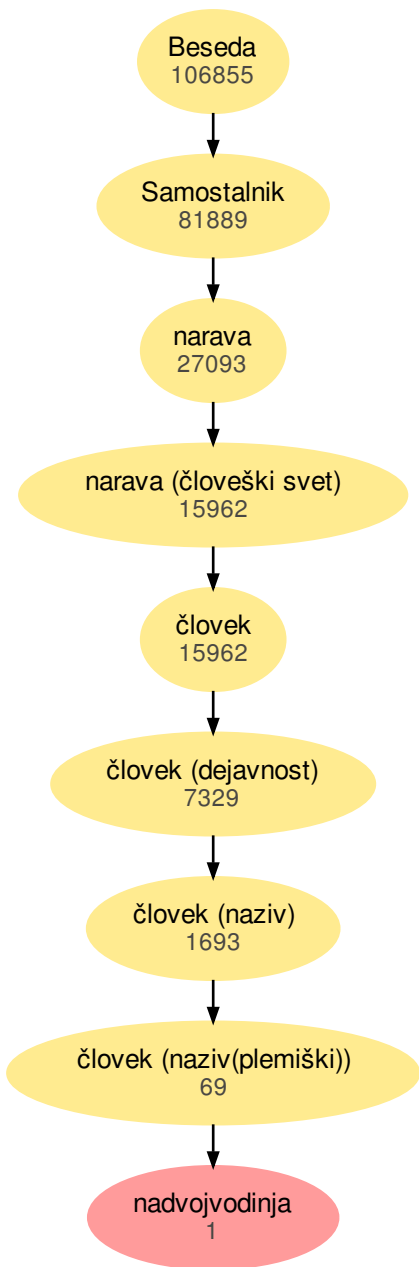 Beseda
106855
Samostalnik
81889
narava
27093
narava (človeški svet)
15962
človek
15962
človek (dejavnost)
7329
človek (naziv)
1693
človek (naziv(plemiški))
69
nadvojvodinja
1